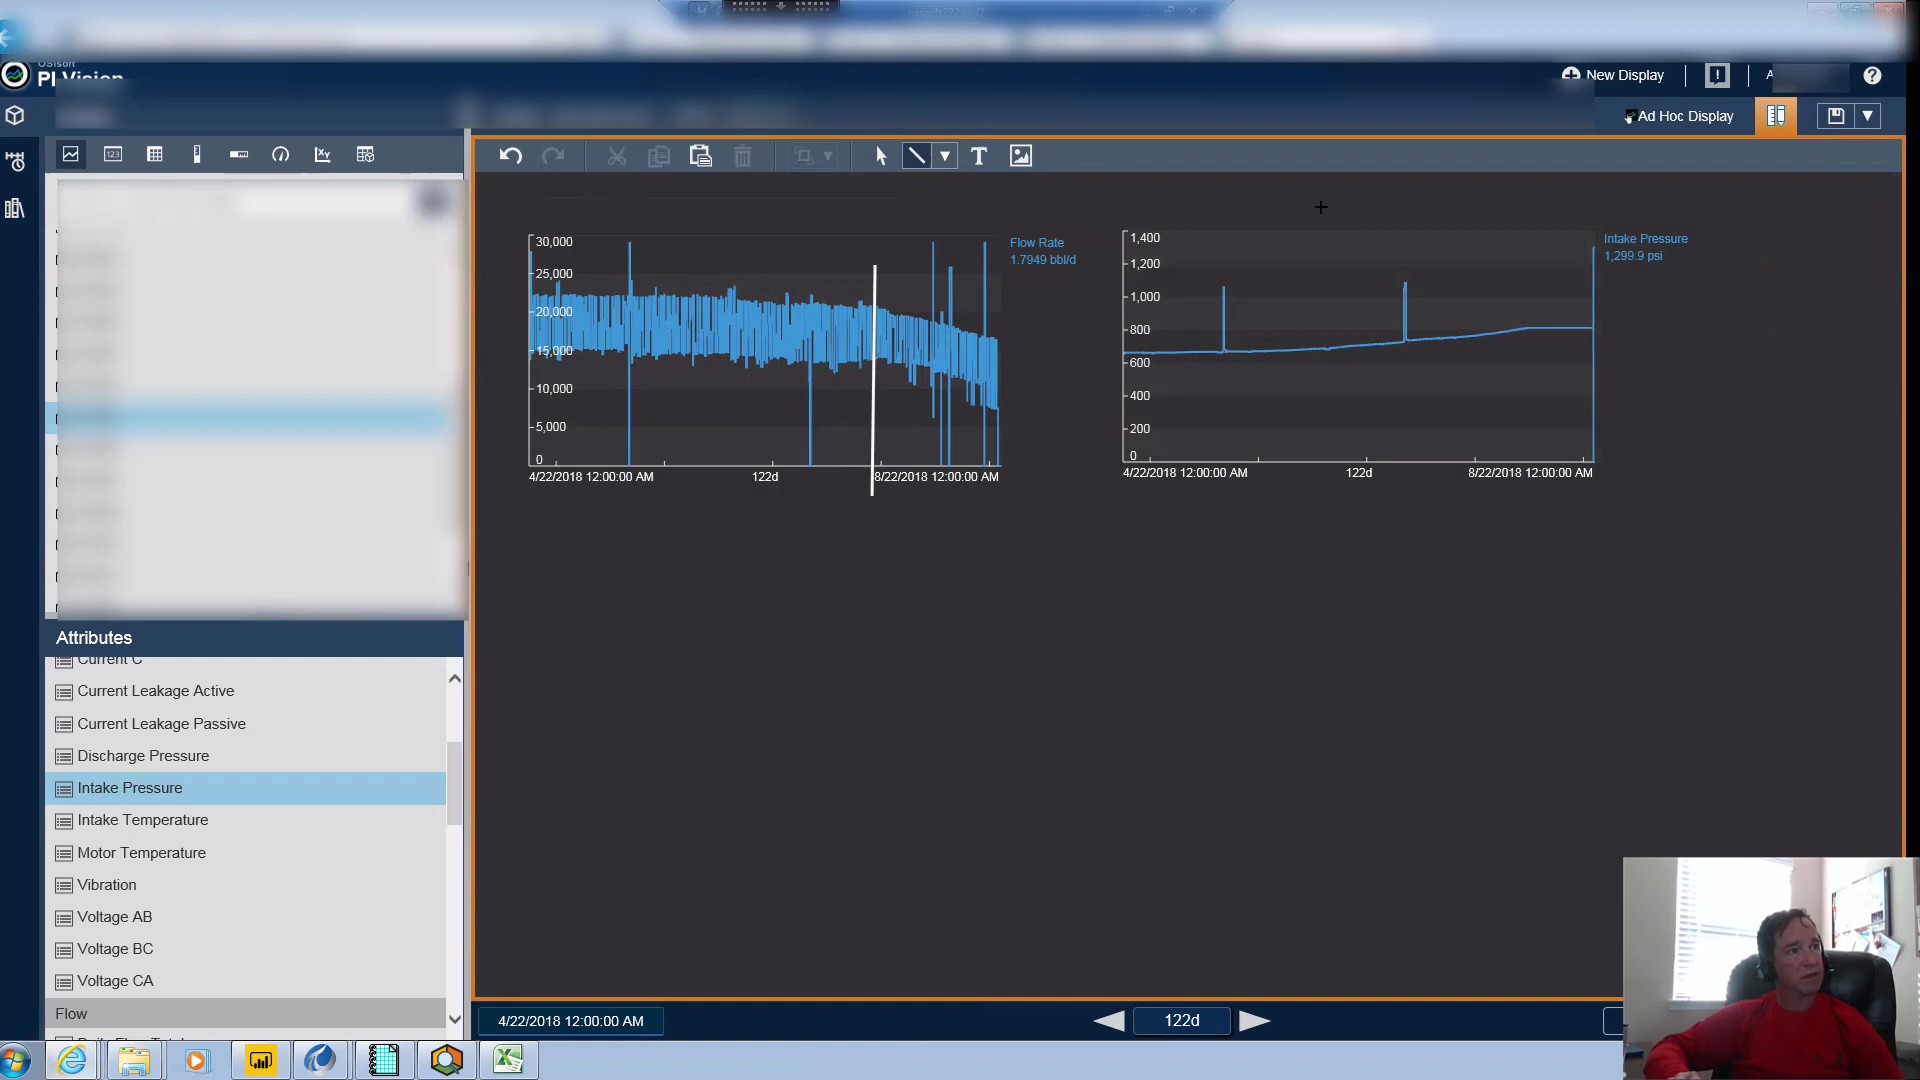 PI Vision
New Display
Ad Hoc Display
123
XY
T
30,000
25,000
20,000
15,000
10,000
5,000
0
4/22/2018 12:00:00 AM
122d
8/22/2018 12:00:00 AM
Flow Rate
1.7949 bbl/d
1,400
1,200
1,000
800
600
400
200
0
4/22/2018 12:00:00 AM
122d
8/22/2018 12:00:00 AM
Intake Pressure
1,299.9 psi
Attributes
Current C
Current Leakage Active
Current Leakage Passive
Discharge Pressure
Intake Pressure
Intake Temperature
Motor Temperature
Vibration
Voltage AB
Voltage BC
Voltage CA
Flow
4/22/2018 12:00:00 AM
122d